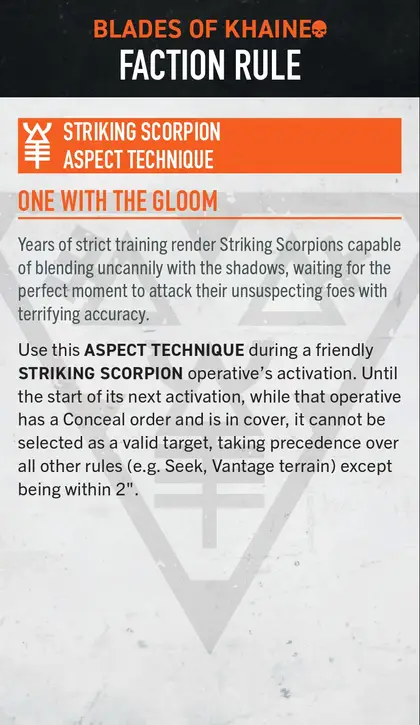 BLADES OF KHAINE
FACTION RULE
STRIKING SCORPION
ASPECT TECHNIQUE
ONE WITH THE GLOOM
Years of strict training render Striking Scorpions capable
of blending uncannily with the shadows, waiting for the
perfect moment to attack their unsuspecting foes with
terrifying accuracy.
Use this ASPECT TECHNIQUE during a friendly
STRIKING SCORPION operative's activation. Until
the start of its next activation, while that operative
has a Conceal order and is in cover, it cannot be
selected as a valid target, taking precedence over
all other rules (e.g. Seek, Vantage terrain) except
being within 2".